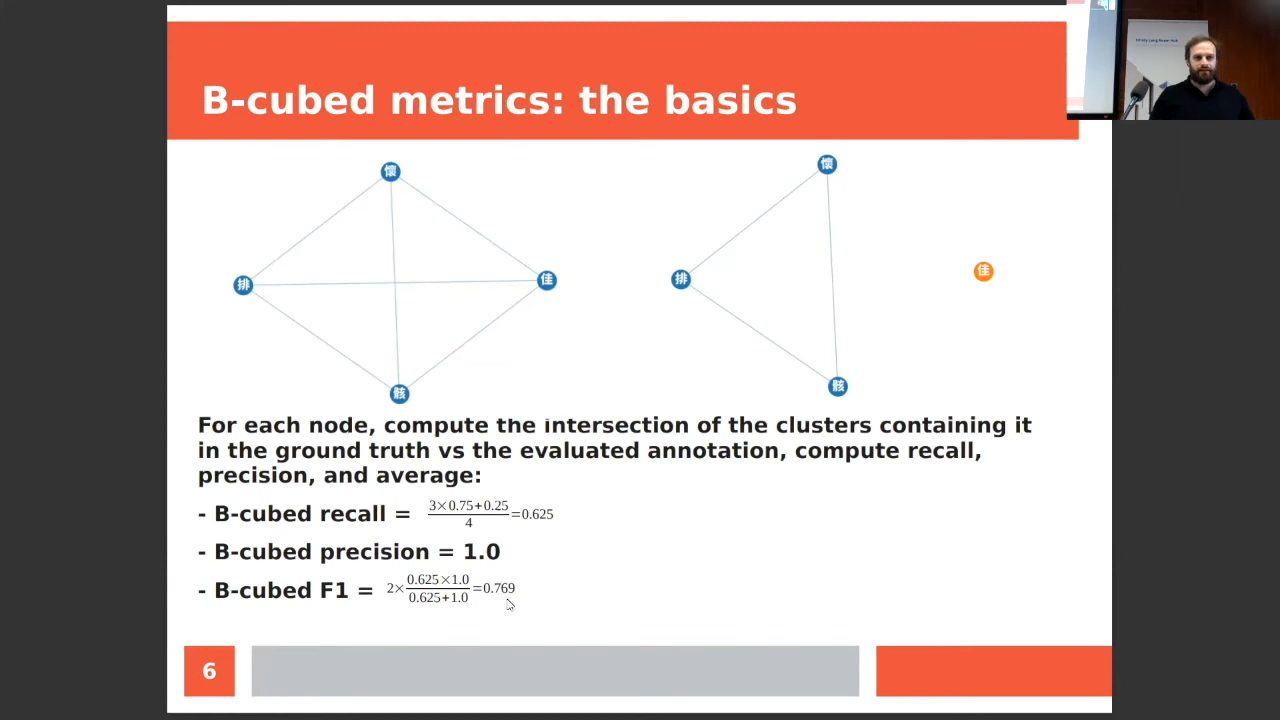 B-cubed metrics: the basics
懷
排
佳
骸
懷
排
佳
骸
For each node, compute the intersection of the clusters containing it
in the ground truth vs the evaluated annotation, compute recall,
precision, and average:
- B-cubed recall = 3×0.75+0.25 / 4 =0.625
- B-cubed precision = 1.0
- B-cubed F1 = 2× 0.625×1.0 / 0.625+1.0 =0.769
6